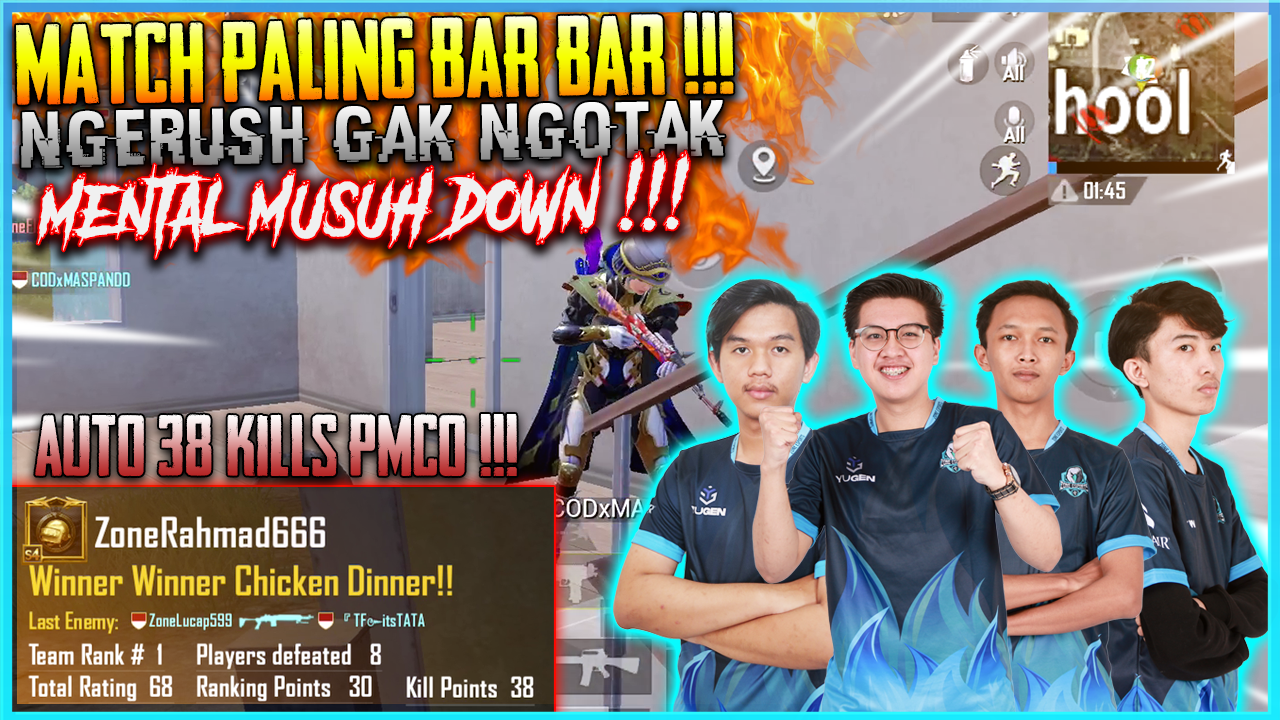 MATCH PALING BAR BAR !!!
NGERUSH GAK NGOTAK
MENTAL MUSUH DOWN !!!
CODxMASPANDO
All
All
hool
01:45
AUTO 38 KILLS PMCO !!!
CODxMA
S4
ZoneRahmad666
Winner Winner Chicken Dinner!!
Last Enemy: ZoneLucap599 『TF๛itsTATA
Team Rank # 1 Players defeated 8
Total Rating 68 Ranking Points 30 Kill Points 38
YUGEN
YUGEN